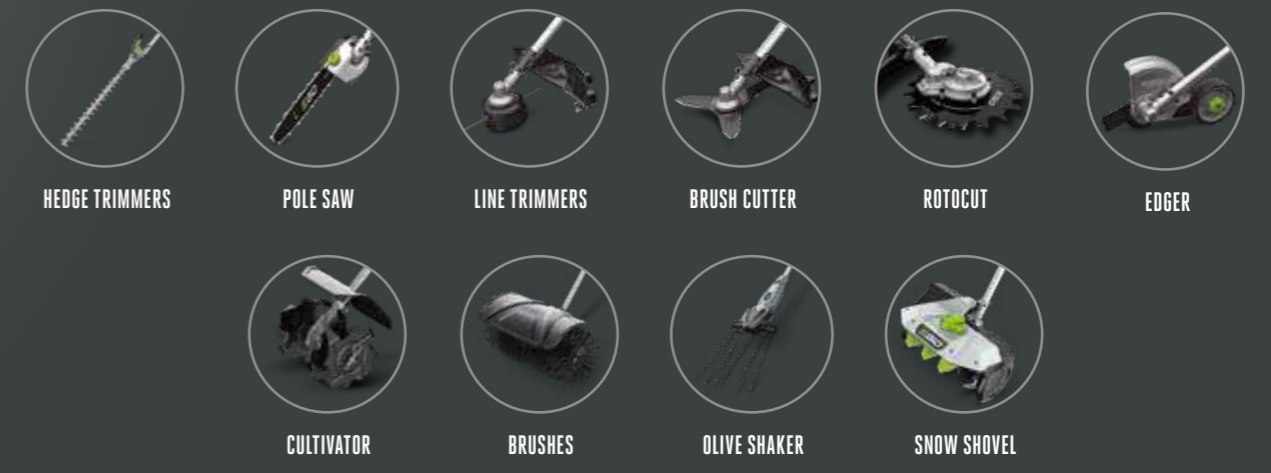 HEDGE TRIMMERS
POLE SAW
LINE TRIMMERS
BRUSH CUTTER
ROTOCUT
EDGER
CULTIVATOR
BRUSHES
OLIVE SHAKER
SNOW SHOVEL